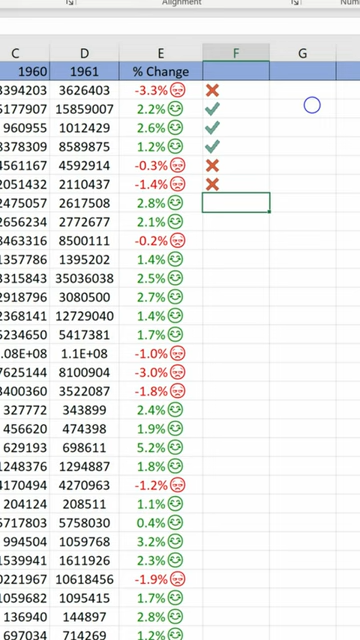 Alignment
C D E F G
1960 1961 % Change
3394203 3626403 -3.3%
5177907 15859007 2.2%
960955 1012429 2.6%
3378309 8589875 1.2%
4561167 4592914 -0.3%
2051432 2110437 -1.4%
2475057 2617508 2.8%
2656234 2772677 2.1%
3463316 8500111 -0.2%
1357786 1395202 1.4%
3315843 35036038 2.5%
2918796 3080500 2.7%
2368141 12729040 1.4%
5234650 5417381 1.7%
.08E+08 1.1E+08 -1.0%
7625144 8100904 -3.0%
3400360 3522087 -1.8%
327772 343899 2.4%
456620 474398 1.9%
629193 698611 5.2%
1248376 1294887 1.8%
4170494 4270963 -1.2%
204124 208511 1.1%
5717803 5758030 0.4%
994504 1059768 3.2%
1539941 1611926 2.3%
0221967 10618456 -1.9%
1059682 1095415 1.7%
136940 144897 2.8%
697034 714269 1.2%